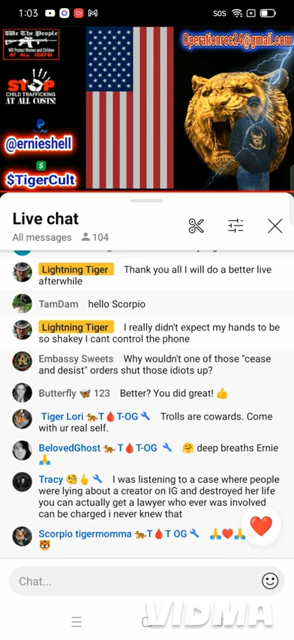 1:03
SOS
We The People
Will Protect Women and Children
AT ALL COSTS!
STOP
CHILD TRAFFICKING
AT ALL COSTS!
@ernieshell
$TigerCult
Operationroc24@gmail.com
Live chat
All messages 104
Lightning Tiger Thank you all I will do a better live
afterwhile
TamDam hello Scorpio
Lightning Tiger I really didn't expect my hands to be
so shakey I cant control the phone
Embassy Sweets Why wouldn't one of those "cease
and desist" orders shut those idiots up?
Butterfly 🦋 123 Better? You did great! 👍
Tiger Lori 🐅T🥇T-OG Trolls are cowards. Come
with ur real self.
BelovedGhost 🐅 T🥇T-OG 🤗 deep breaths Ernie
🙏
Tracy I was listening to a case where people
were lying about a creator on IG and destroyed her life
you can actually get a lawyer who ever was involved
can be charged i never knew that
Scorpio tigermomma 🐅T🥇T OG 🙏❤️🙏
🐯
Chat...
VIDMA